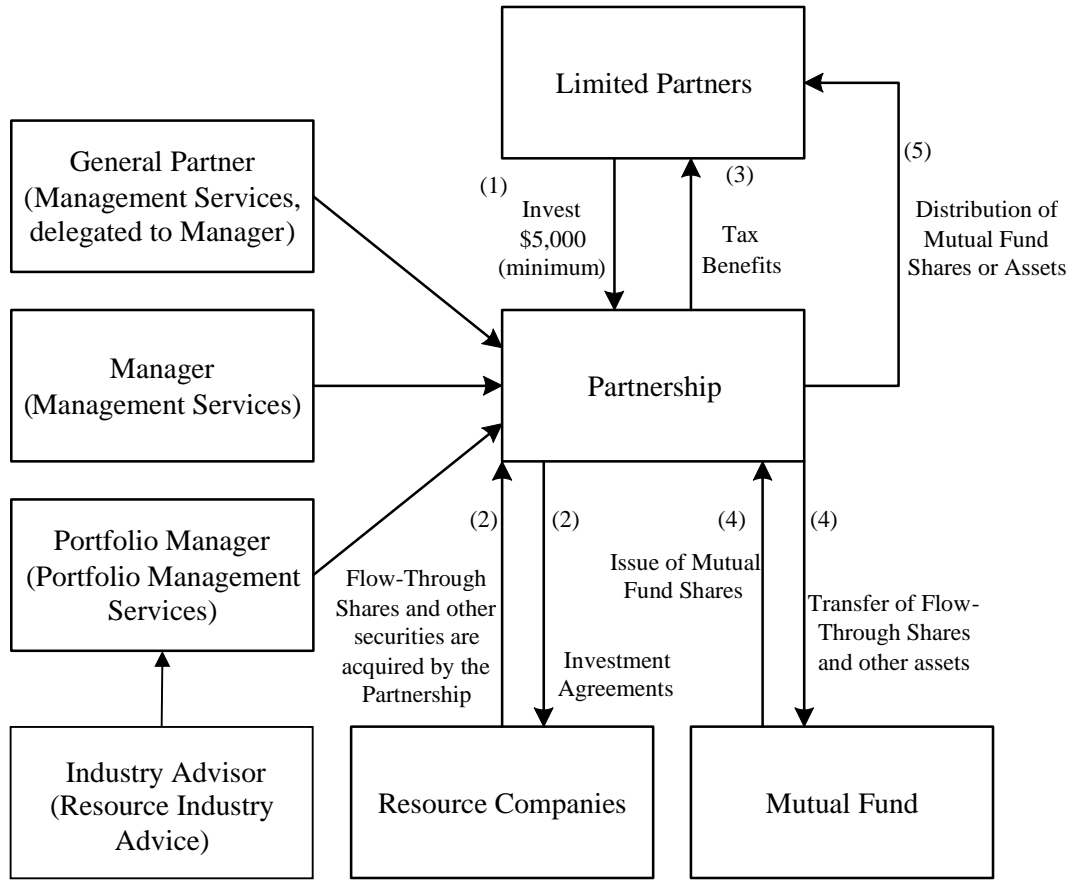 Limited Partners
General Partner
(Management Services,
delegated to Manager)
(1)
Invest
$5,000
(minimum)
(3)
Tax
Benefits
(5)
Distribution of
Mutual Fund
Shares or Assets
Manager
(Management Services)
Partnership
Portfolio Manager
(Portfolio Management
Services)
(2)
Flow-Through
Shares and other
securities are
acquired by the
Partnership
(2)
Investment
Agreements
(4)
Issue of Mutual
Fund Shares
(4)
Transfer of Flow-
Through Shares
and other assets
Industry Advisor
(Resource Industry
Advice)
Resource Companies
Mutual Fund